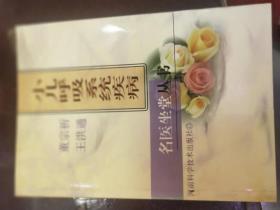 小儿呼吸系统疾病
董宗祈
王洪通
名医坐堂丛书
河南科学技术出版社